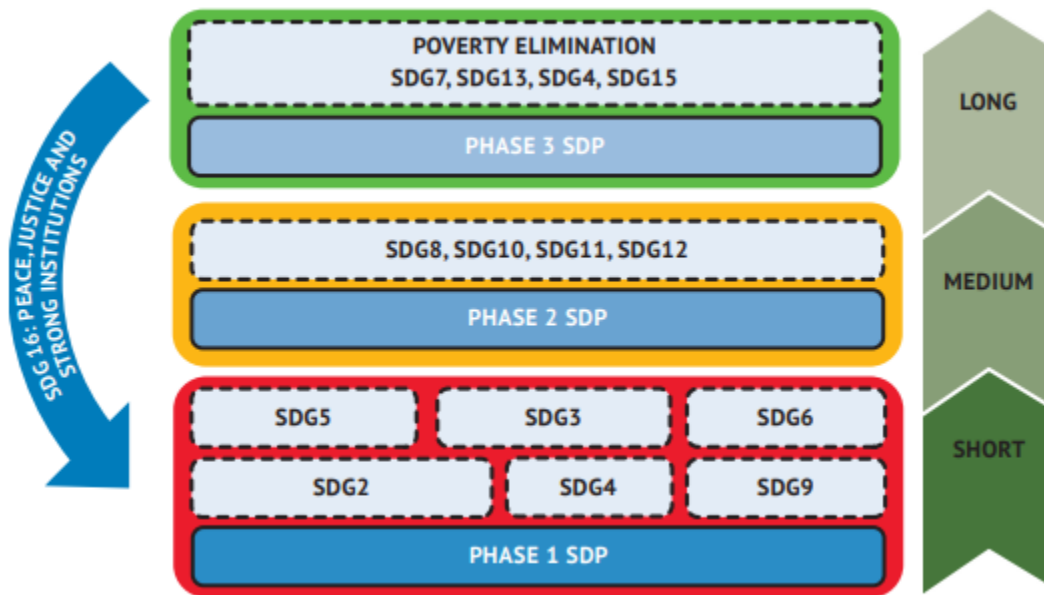 POVERTY ELIMINATION
SDG7, SDG13, SDG4, SDG15
PHASE 3 SDP
LONG
SDG 16: PEACE, JUSTICE AND
STRONG INSTITUTIONS
SDG8, SDG10, SDG11, SDG12
PHASE 2 SDP
MEDIUM
SDG5
SDG3
SDG6
SDG2
SDG4
SDG9
SHORT
PHASE 1 SDP